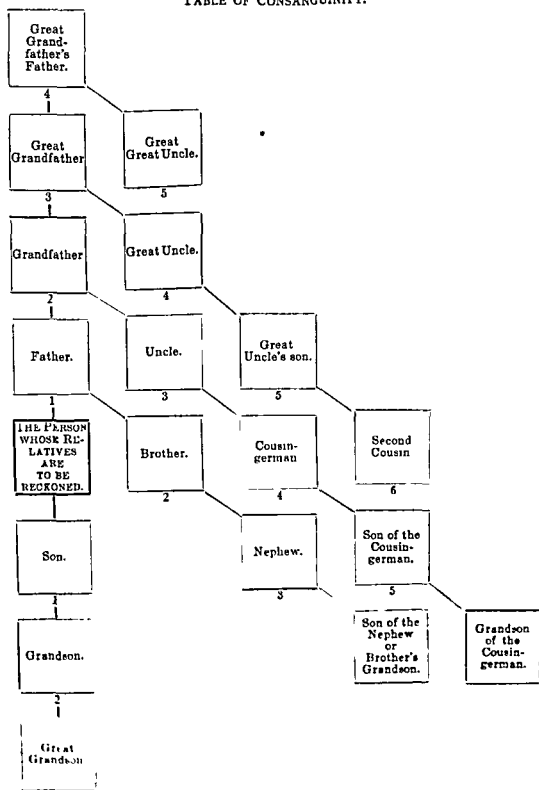 TABLE OF CONSANGUINITY.
Great
Grand-
father's
Father.
4
Great
Grandfather
3
Great
Great Uncle.
5
Grandfather
2
Great Uncle.
4
Father.
1
Uncle.
3
Great
Uncle's son.
5
THE PERSON
WHOSE RE-
LATIVES
ARE
TO BE
RECKONED.
Brother.
2
Cousin-
german
4
Second
Cousin
6
Son.
1
Nephew.
3
Son of the
Cousin-
german.
5
Grandson.
2
Son of the
Nephew
or
Brother's
Grandson.
Grandson
of the
Cousin-
german.
Great
Grandson